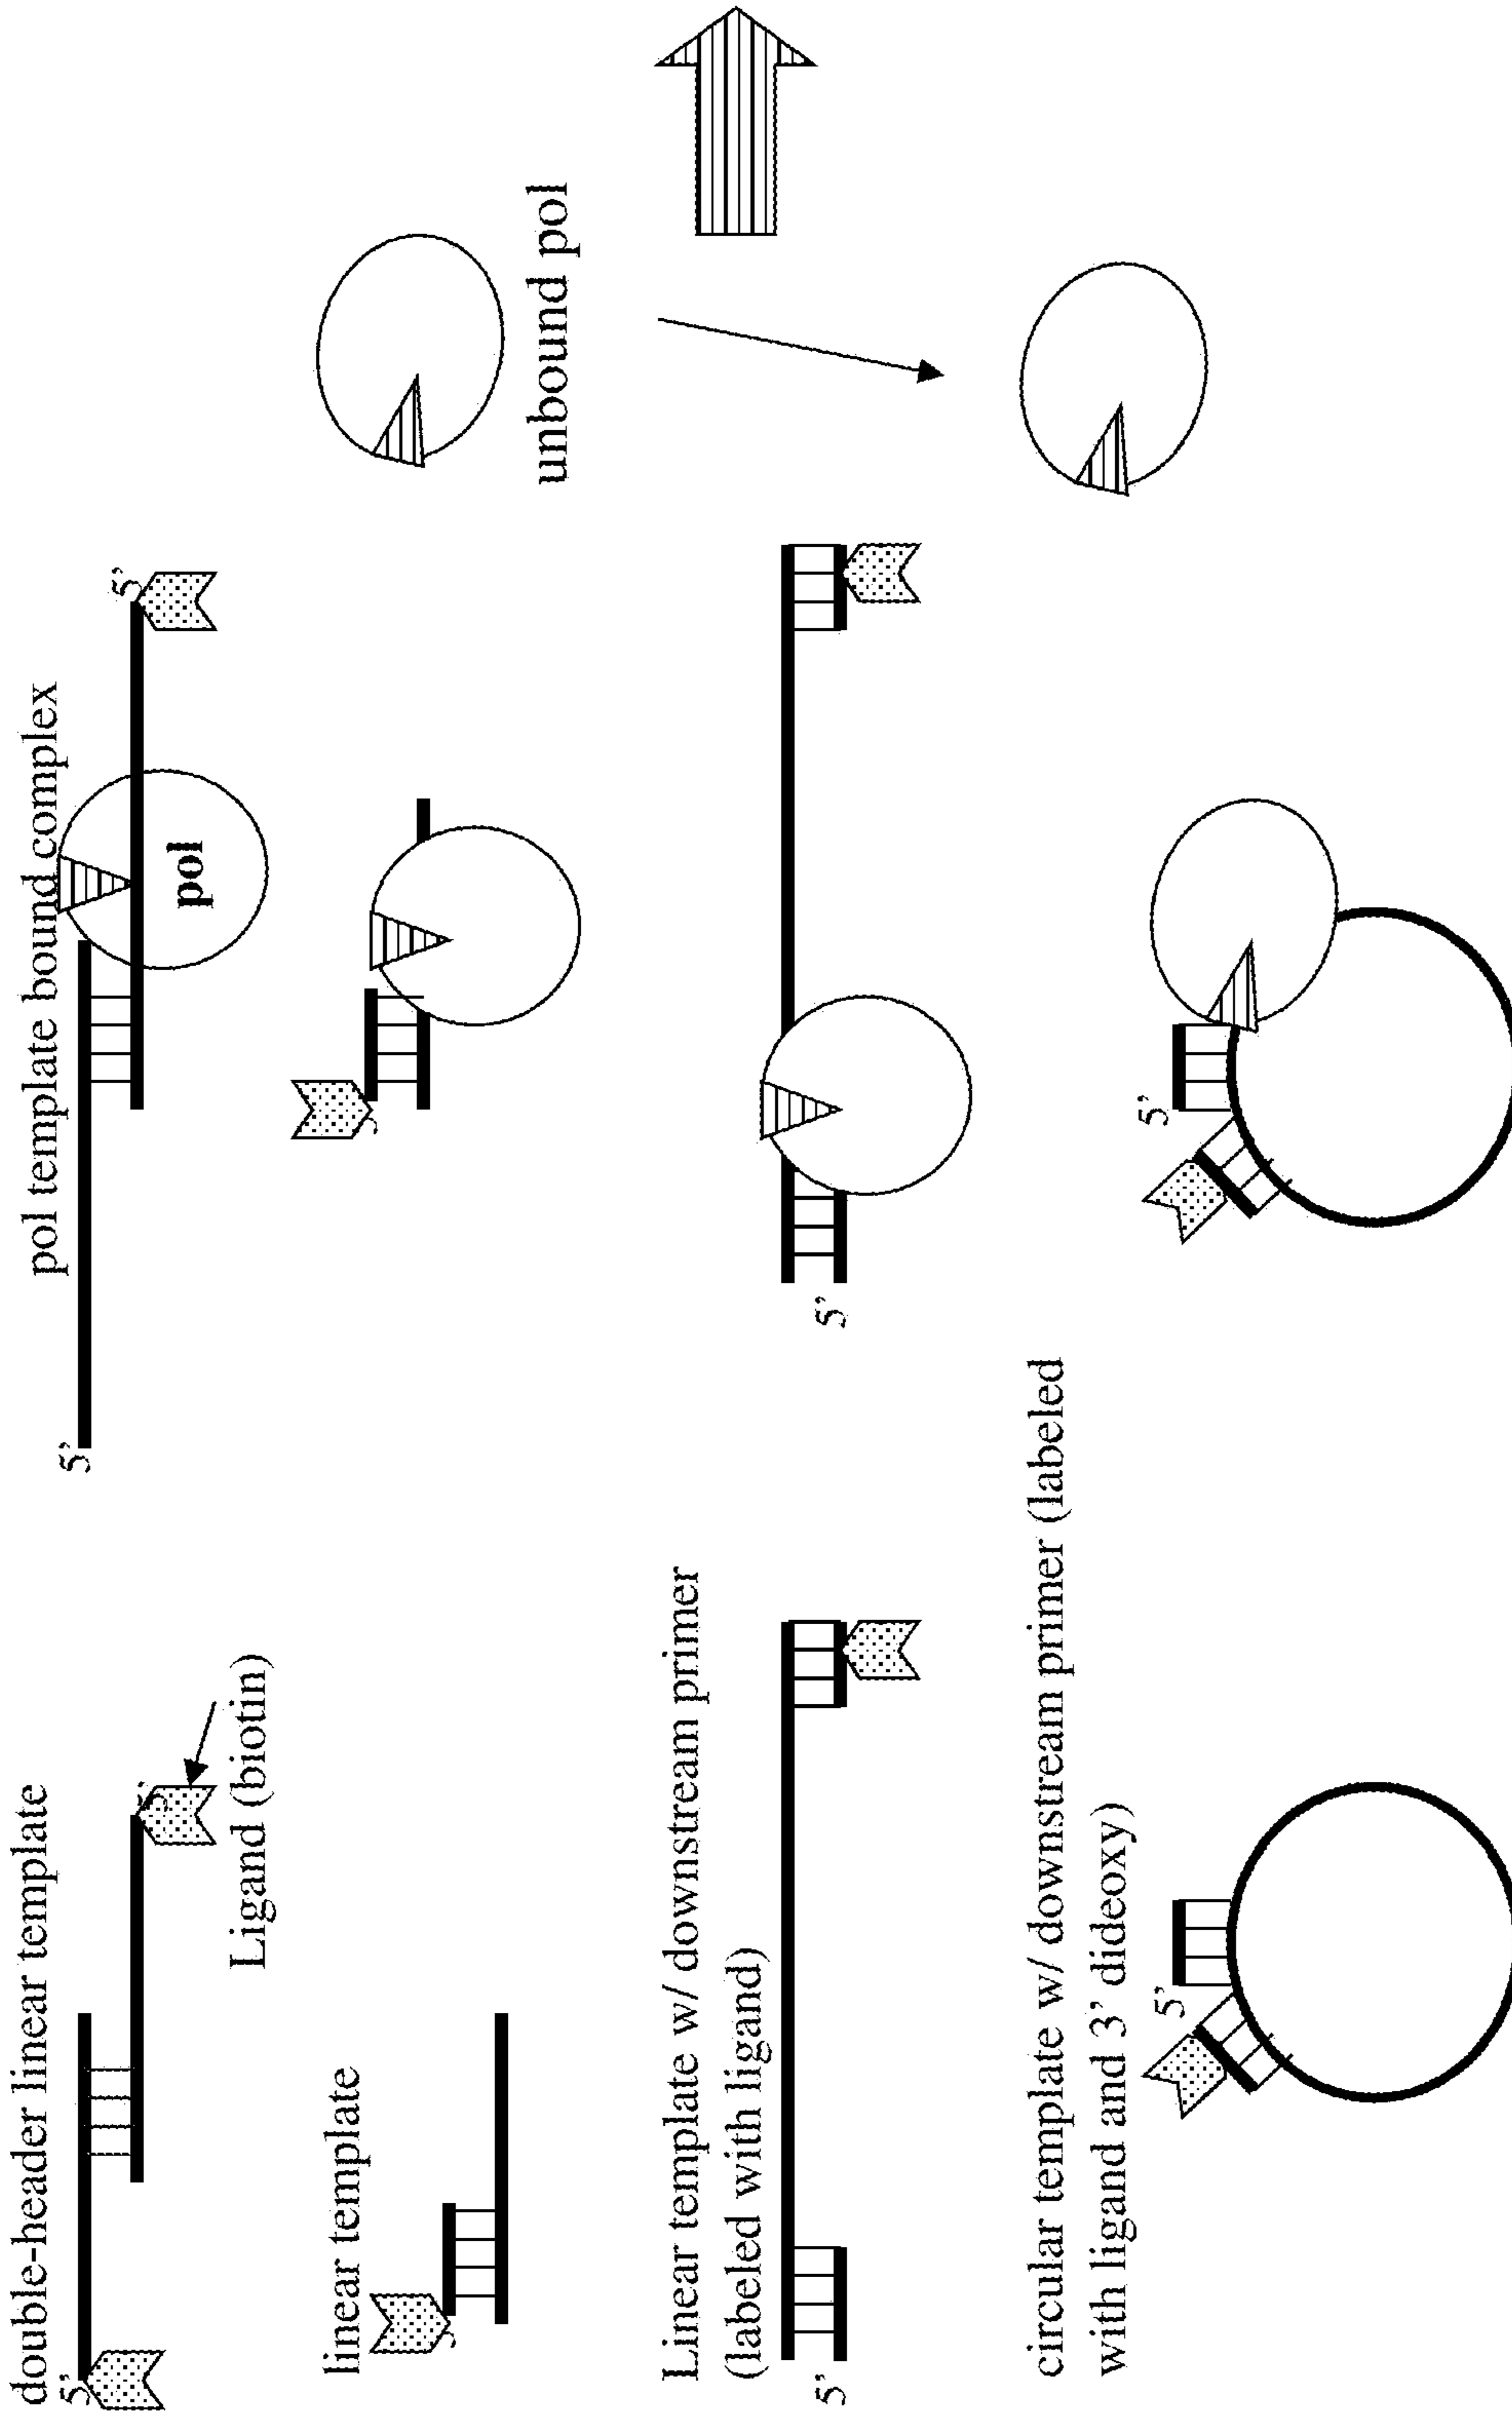 double-header linear template
5'
5'
Ligand (biotin)
pol template bound complex
5'
5'
pol
unbound pol
linear template
Linear template w/ downstream primer
(labeled with ligand)
5'
5'
circular template w/ downstream primer (labeled
with ligand and 3' dideoxy)
5'
5'